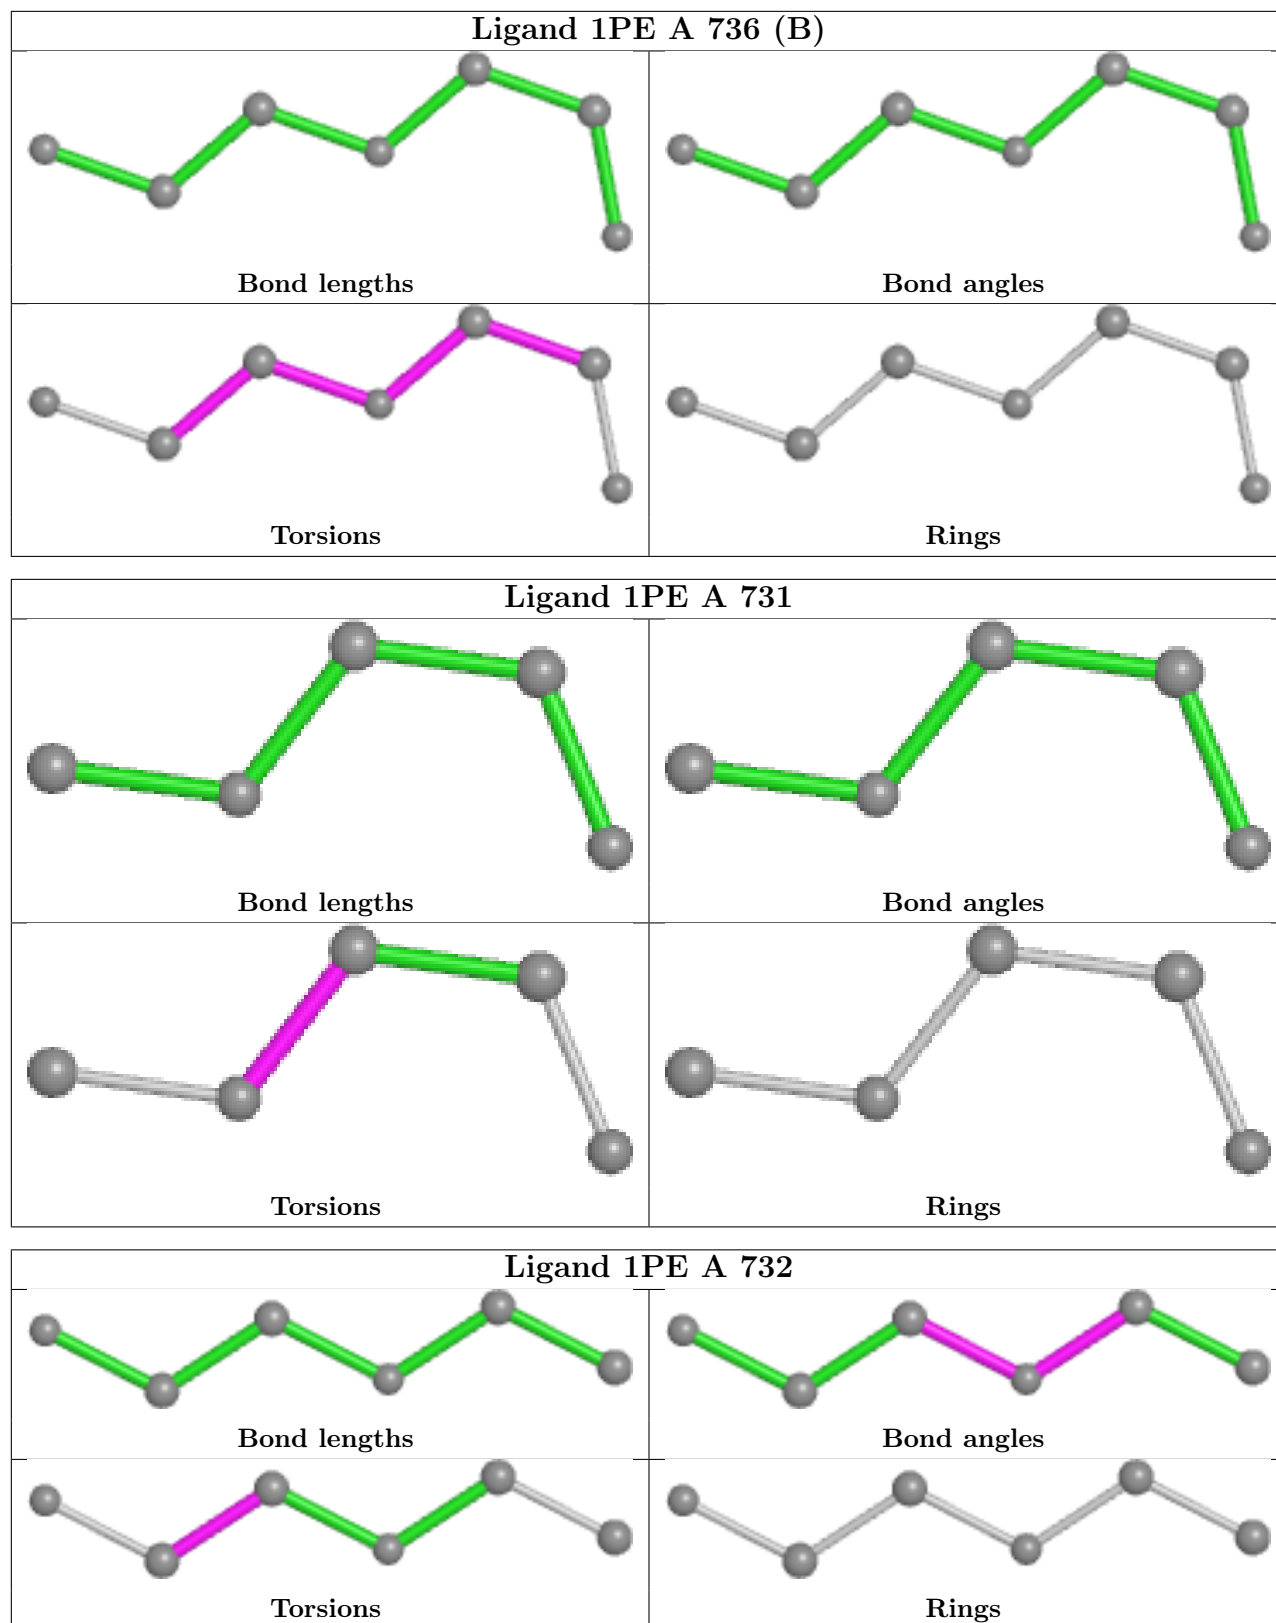 Ligand 1PE A 736 (B)
Bond lengths
Bond angles
Torsions
Rings
Ligand 1PE A 731
Bond lengths
Bond angles
Torsions
Rings
Ligand 1PE A 732
Bond lengths
Bond angles
Torsions
Rings